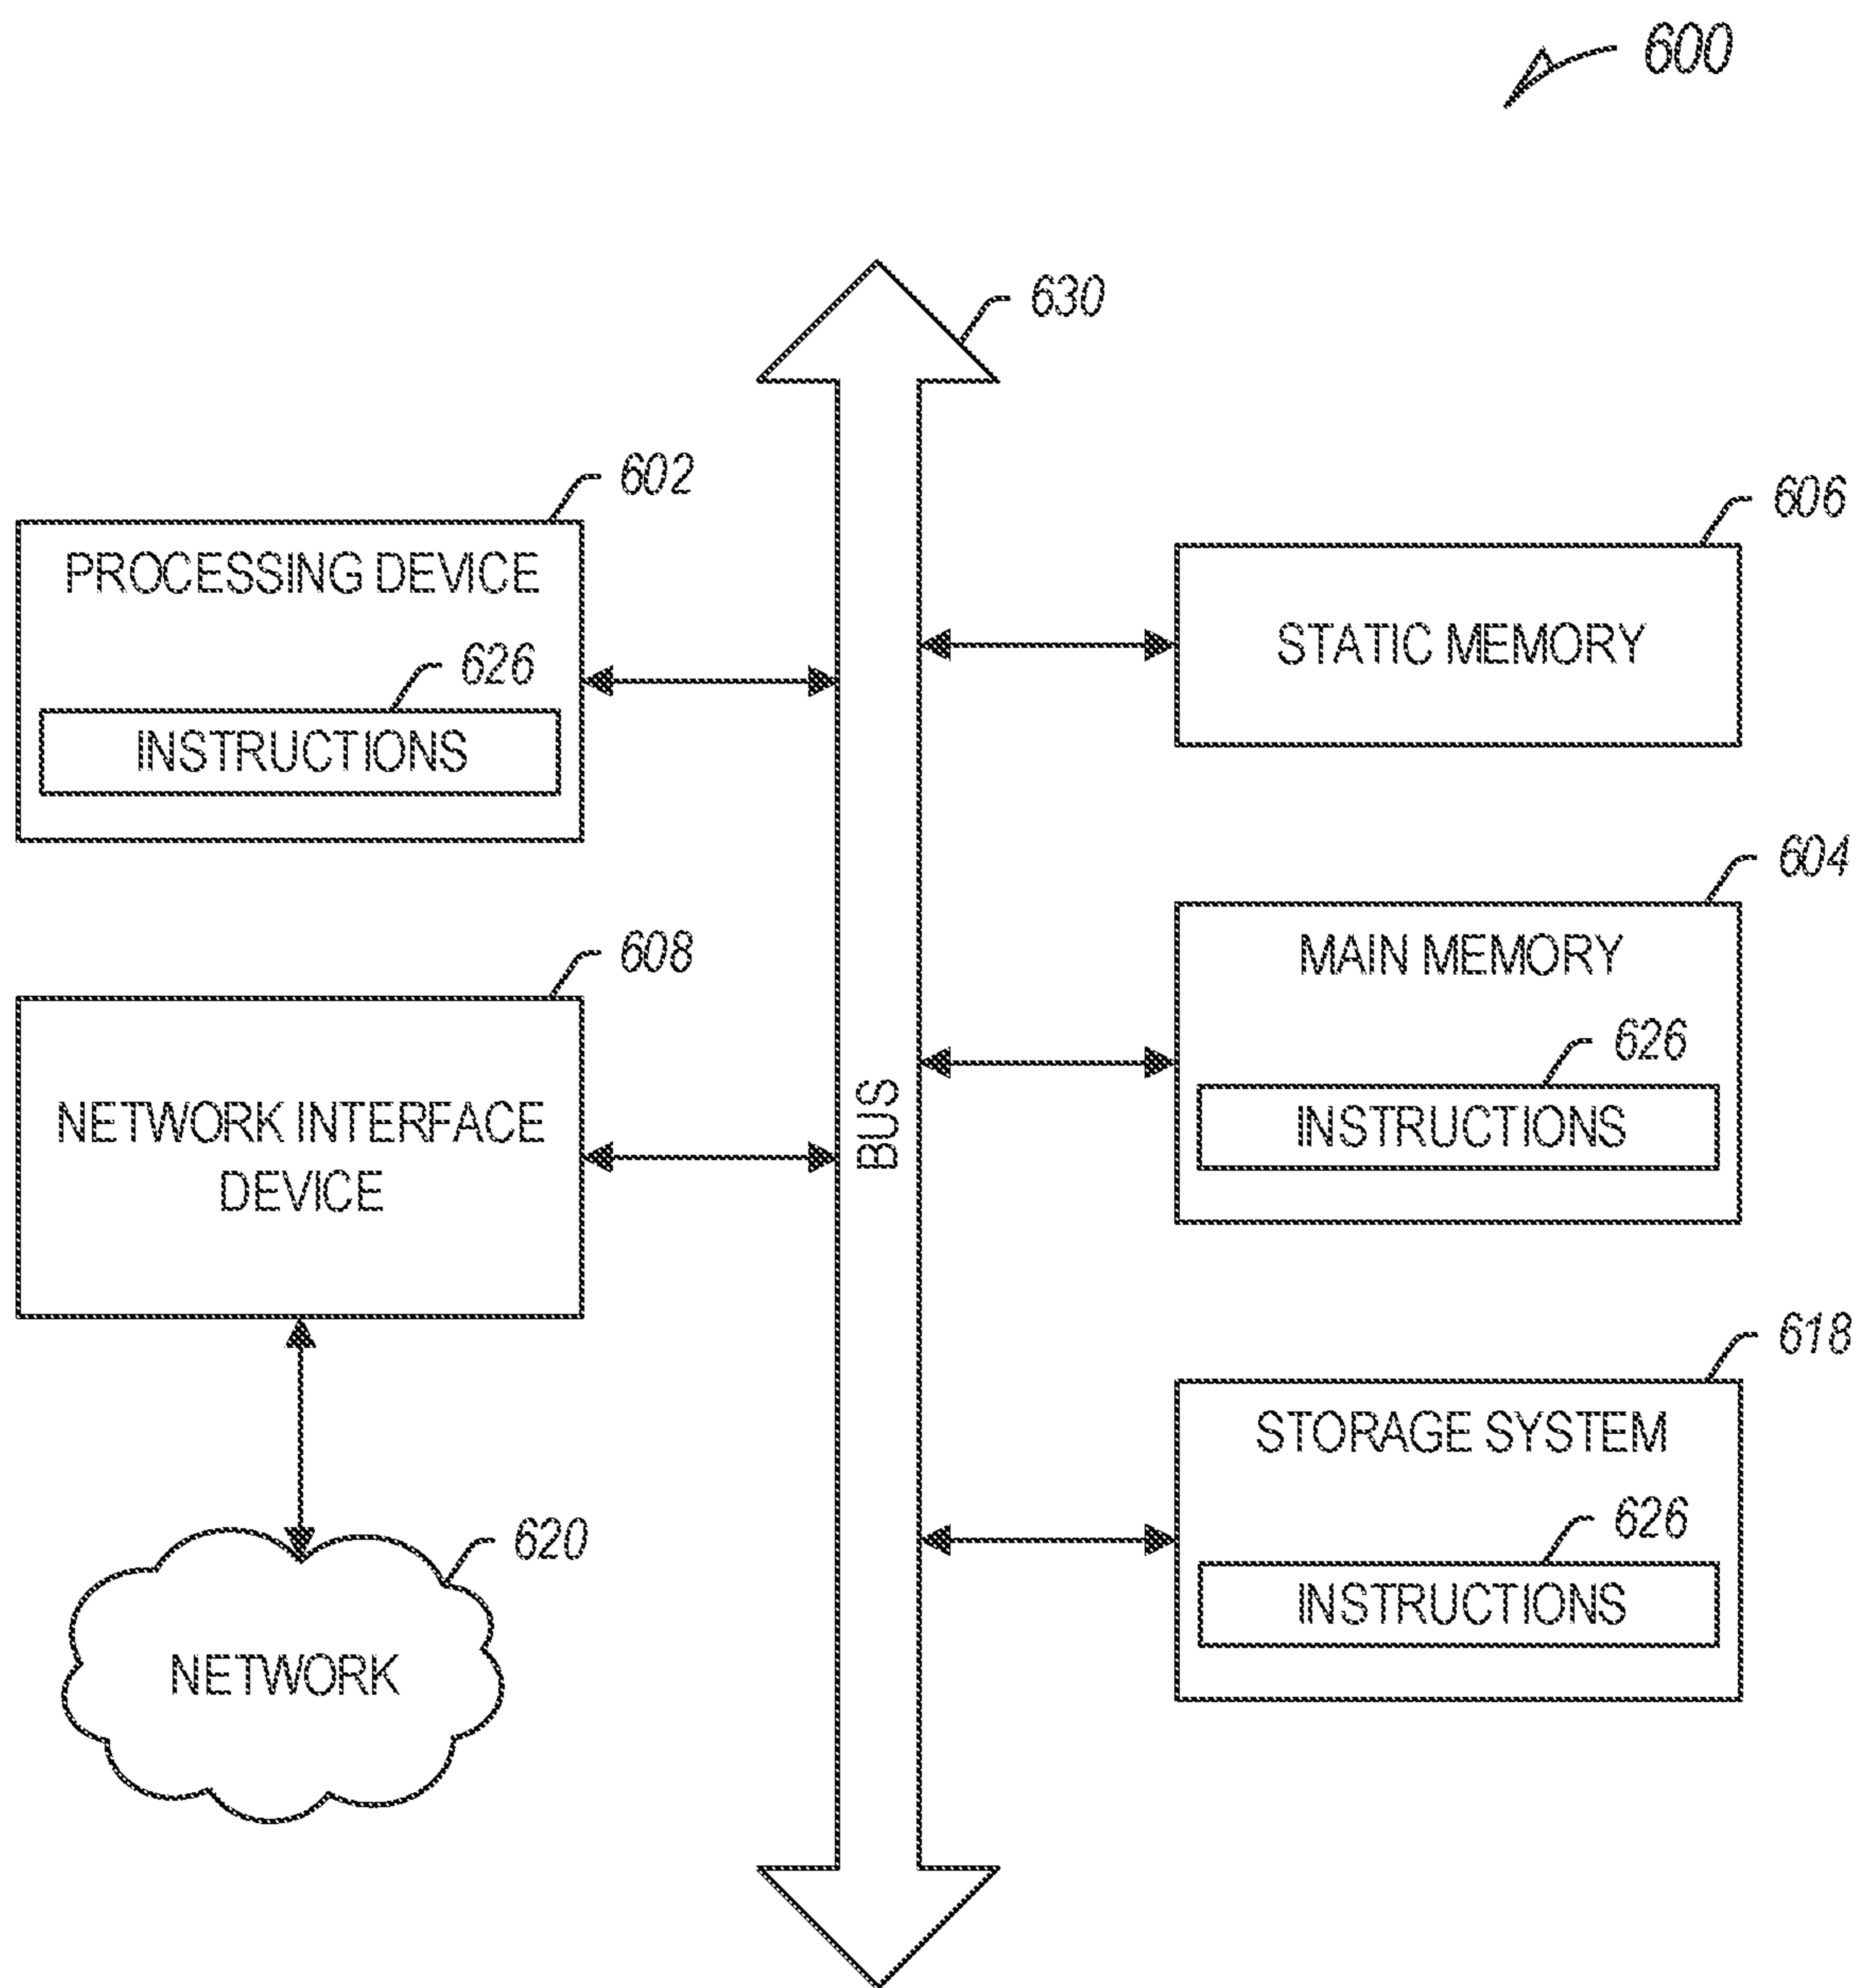 600
630
602
PROCESSING DEVICE
626
INSTRUCTIONS
606
STATIC MEMORY
604
MAIN MEMORY
626
INSTRUCTIONS
608
NETWORK INTERFACE
DEVICE
BUS
618
STORAGE SYSTEM
626
INSTRUCTIONS
620
NETWORK